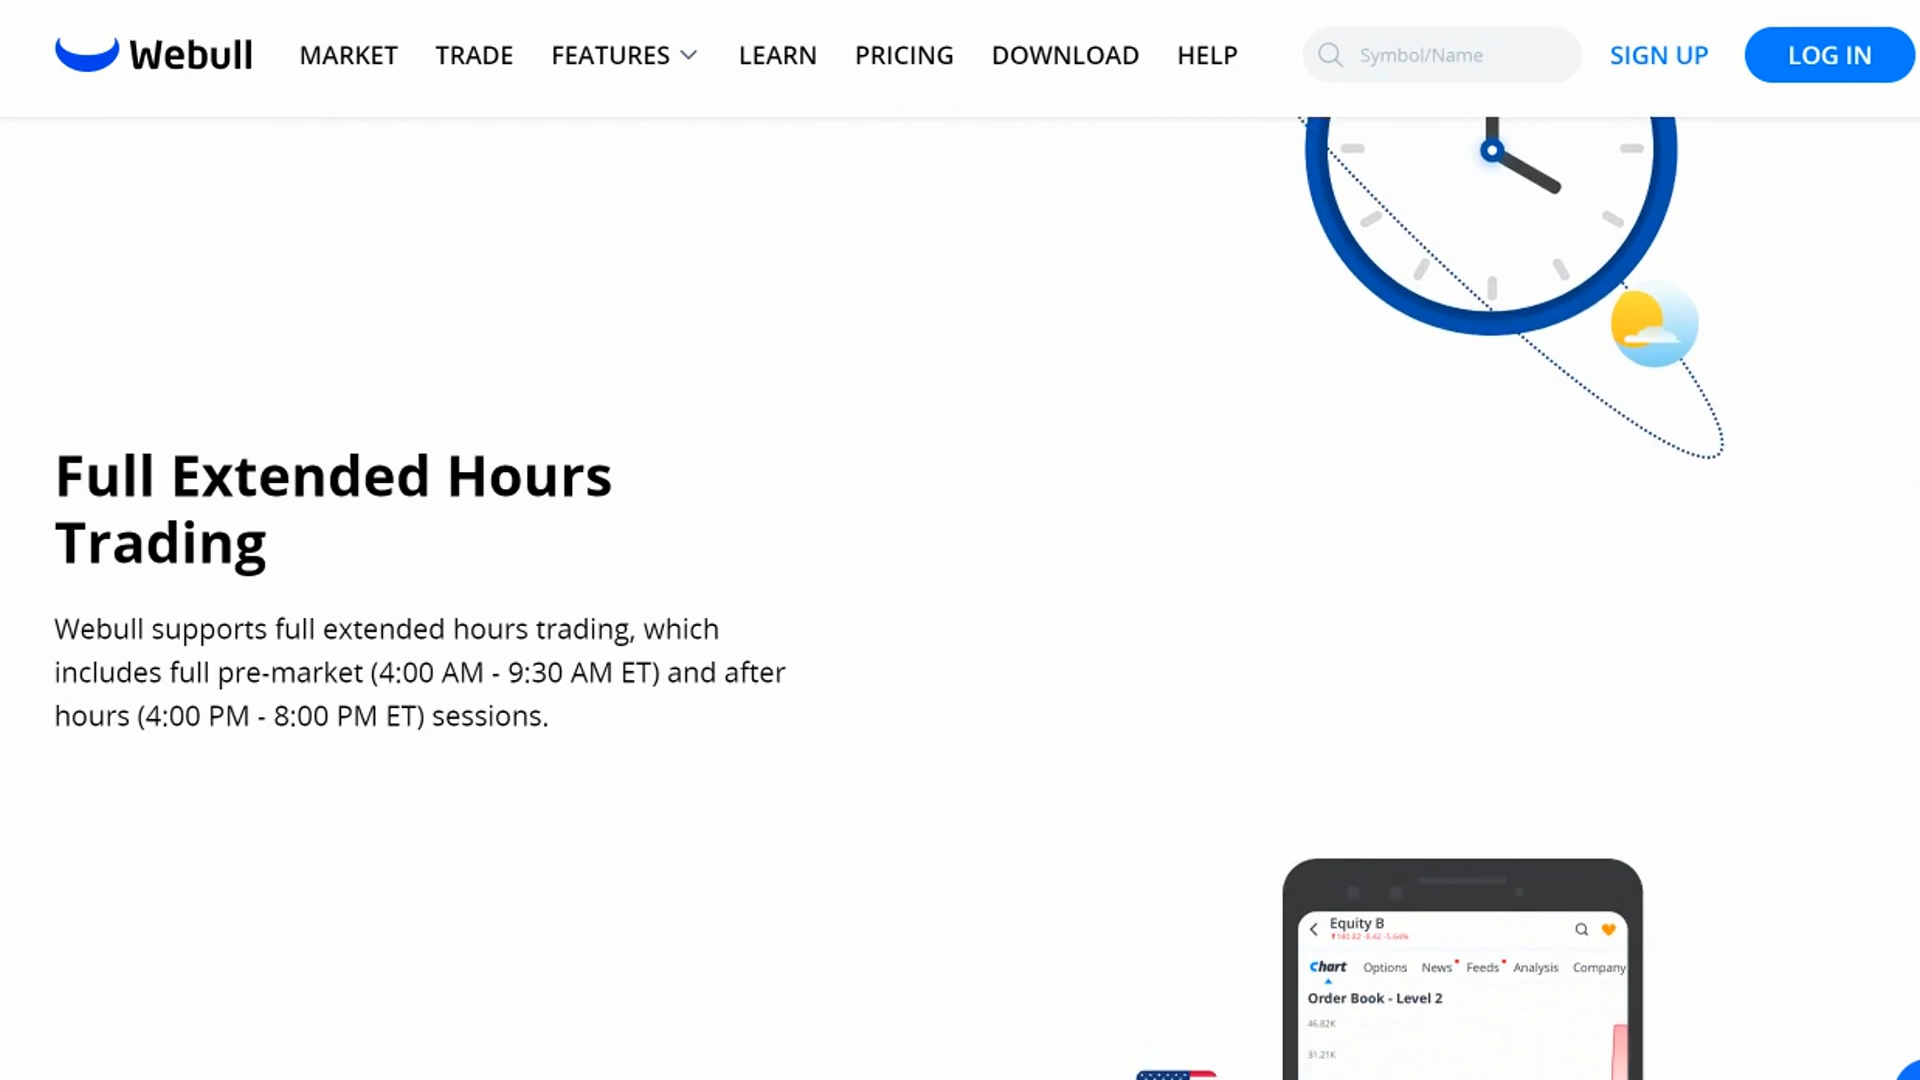 Webull MARKET TRADE FEATURES LEARN PRICING DOWNLOAD HELP Symbol/Name SIGN UP LOG IN
Full Extended Hours
Trading
Webull supports full extended hours trading, which
includes full pre-market (4:00 AM - 9:30 AM ET) and after
hours (4:00 PM - 8:00 PM ET) sessions.
Equity B
Chart Options News Feeds Analysis Company
Order Book - Level 2
46.82K
31.21K